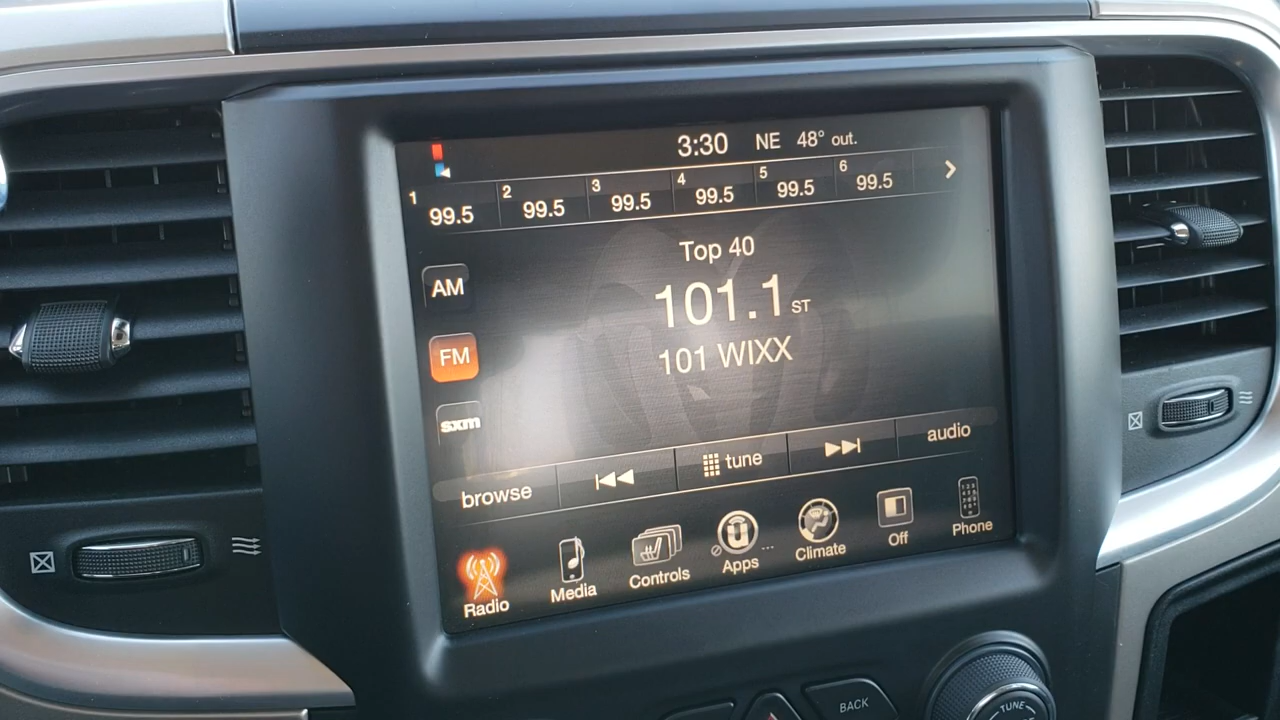 3:30 NE 48° out.
1 99.5 2 99.5 3 99.5 4 99.5 5 99.5 6 99.5
Top 40
AM
101.1 ST
FM
101 WIXX
sxm
browse tune audio
Radio Media Controls Apps Climate Off Phone
BACK
TUNE